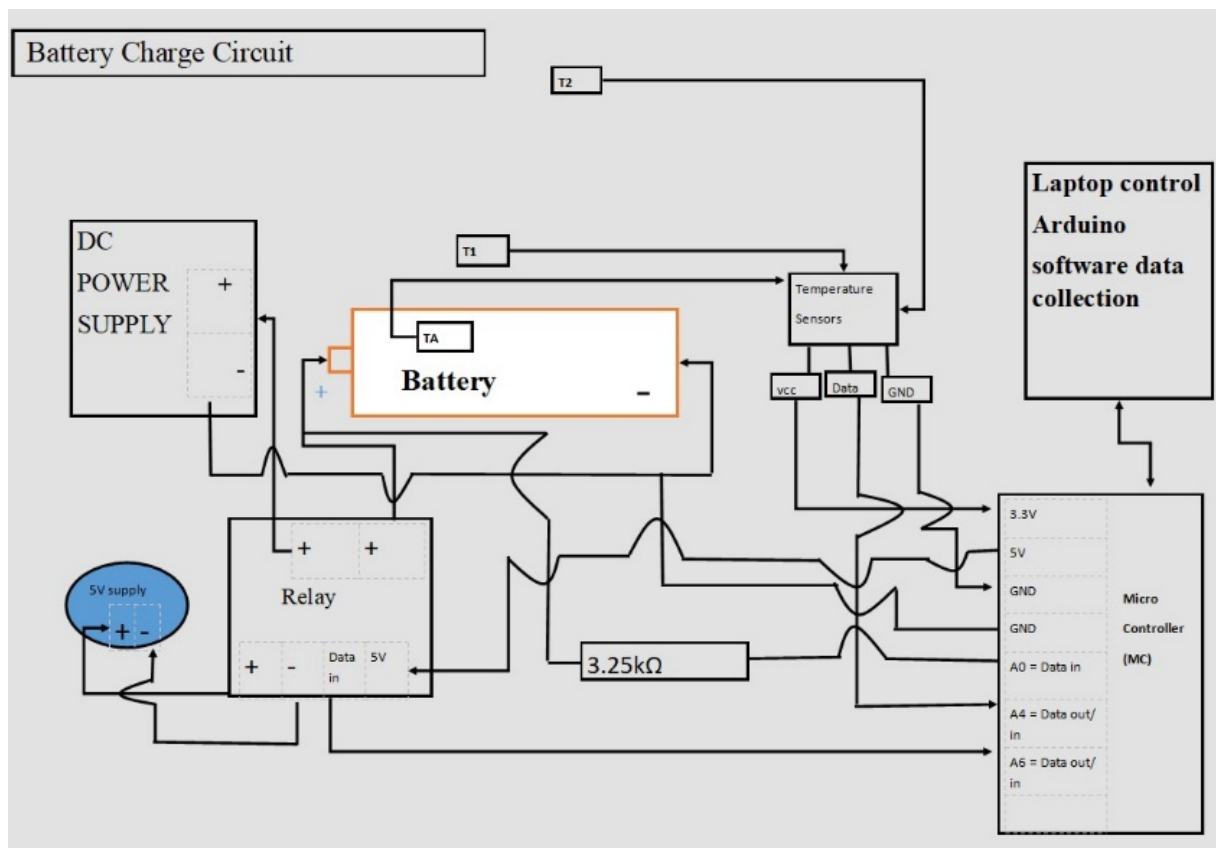 Battery Charge Circuit
T2
Laptop control
Arduino
software data
collection
DC
POWER
SUPPLY
+
-
T1
Temperature
Sensors
TA
Battery
+
-
vcc
Data
GND
3.3V
5V
GND
GND
A0 = Data in
A4 = Data out/
in
A6 = Data out/
in
Micro
Controller
(MC)
+
+
Relay
+
-
Data
in
5V
5V supply
+
-
3.25kΩ